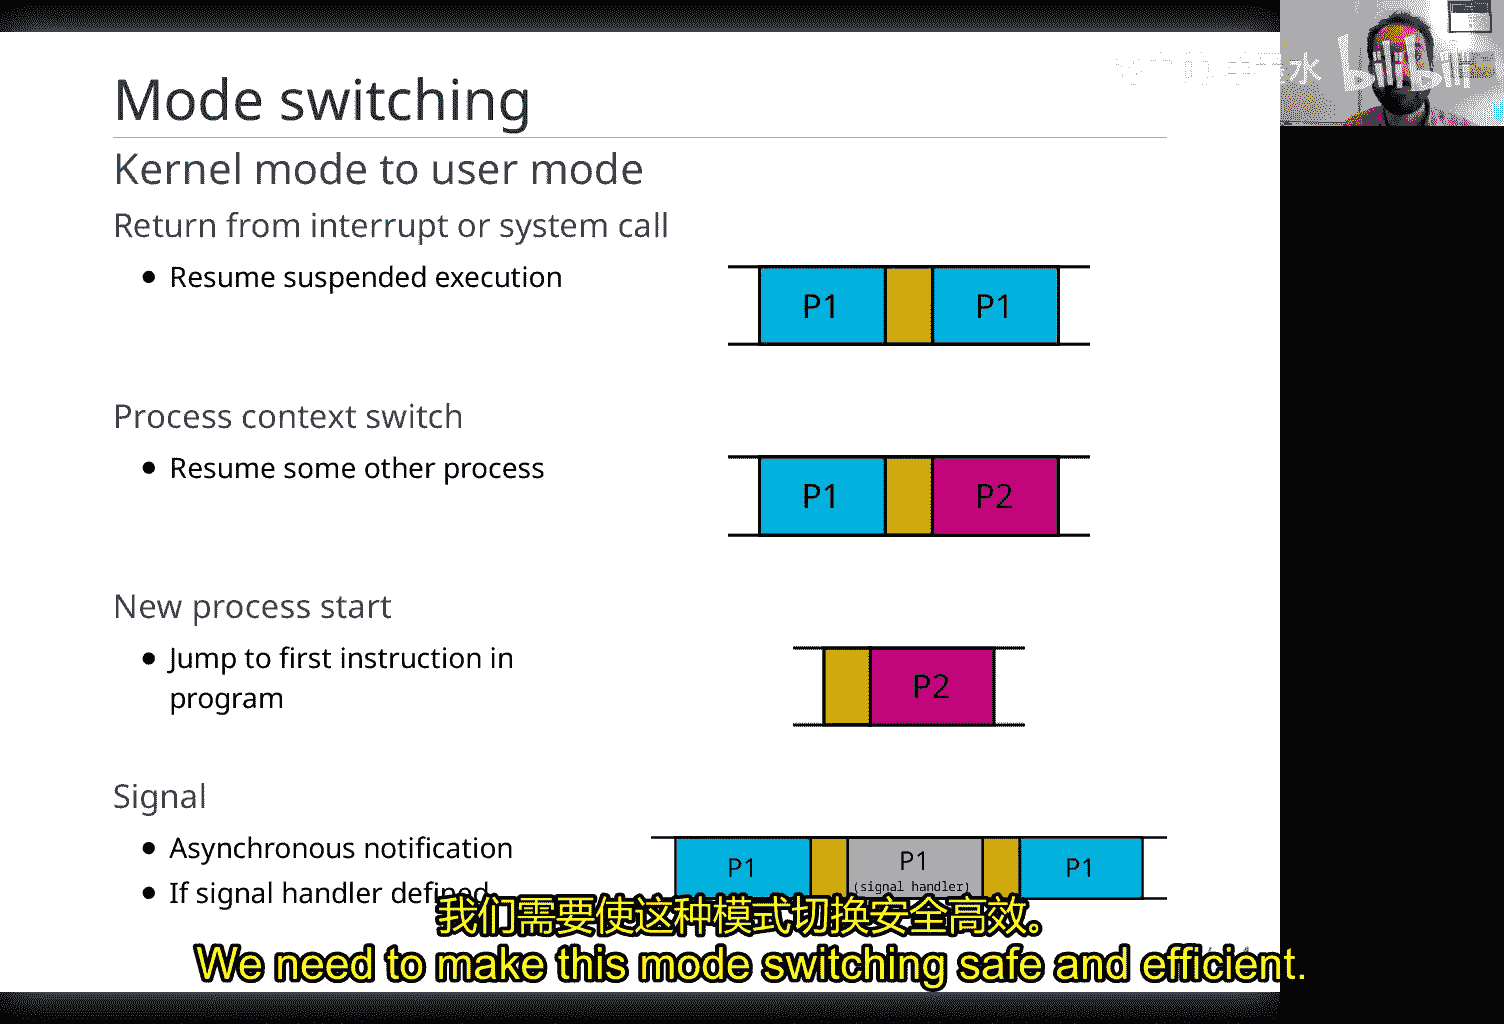 Mode switching
Kernel mode to user mode
Return from interrupt or system call
● Resume suspended execution
P1 P1
Process context switch
● Resume some other process
P1 P2
New process start
● Jump to first instruction in
program
P2
Signal
● Asynchronous notification
● If signal handler defined
P1 P1 P1
(signal handler)
我们需要使这种模式切换安全高效。
We need to make this mode switching safe and efficient.
水
bilibili